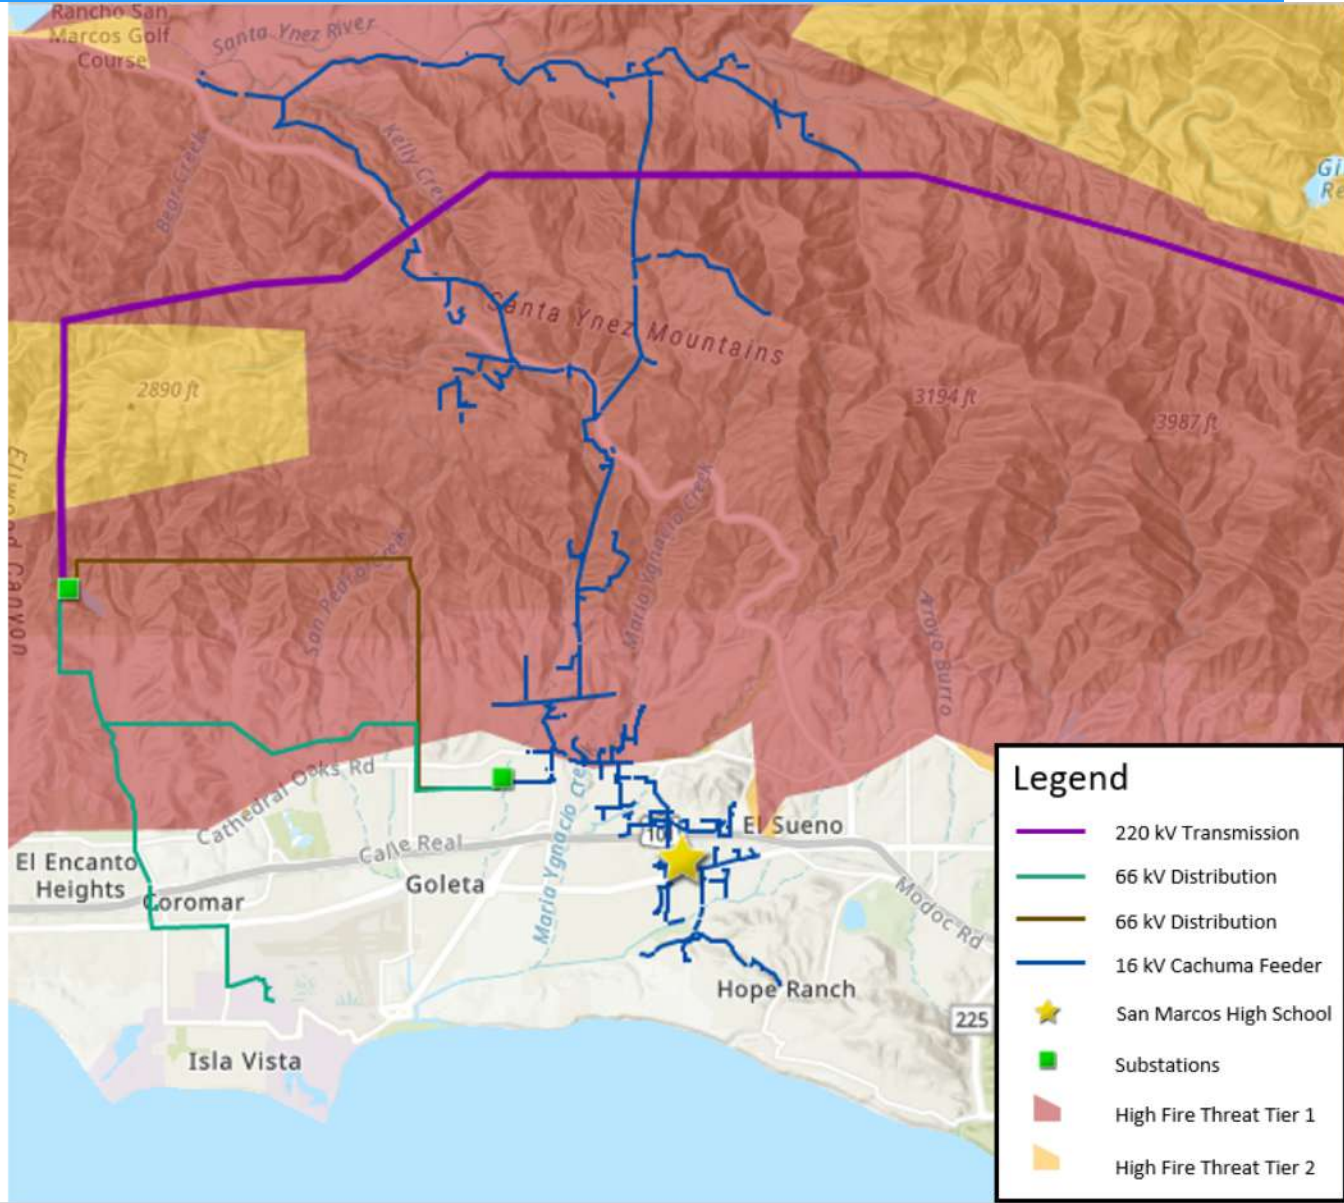 Rancho San
Marcos Golf
Course
Santa Ynez River
Bear Creek
Kelly Creek
Gi
Re
Santa Ynez Mountains
2890 ft
3194 ft
3987 ft
Maria Ygnacio Creek
San Pedro Creek
Arroyo Burro
Cathedral Oaks Rd
Calle Real
El Encanto
Heights
Coromar
Goleta
Maria Ygnacio Creek
10
El Sueno
Modoc Rd
Hope Ranch
225
Isla Vista
Legend
220 kV Transmission
66 kV Distribution
66 kV Distribution
16 kV Cachuma Feeder
San Marcos High School
Substations
High Fire Threat Tier 1
High Fire Threat Tier 2